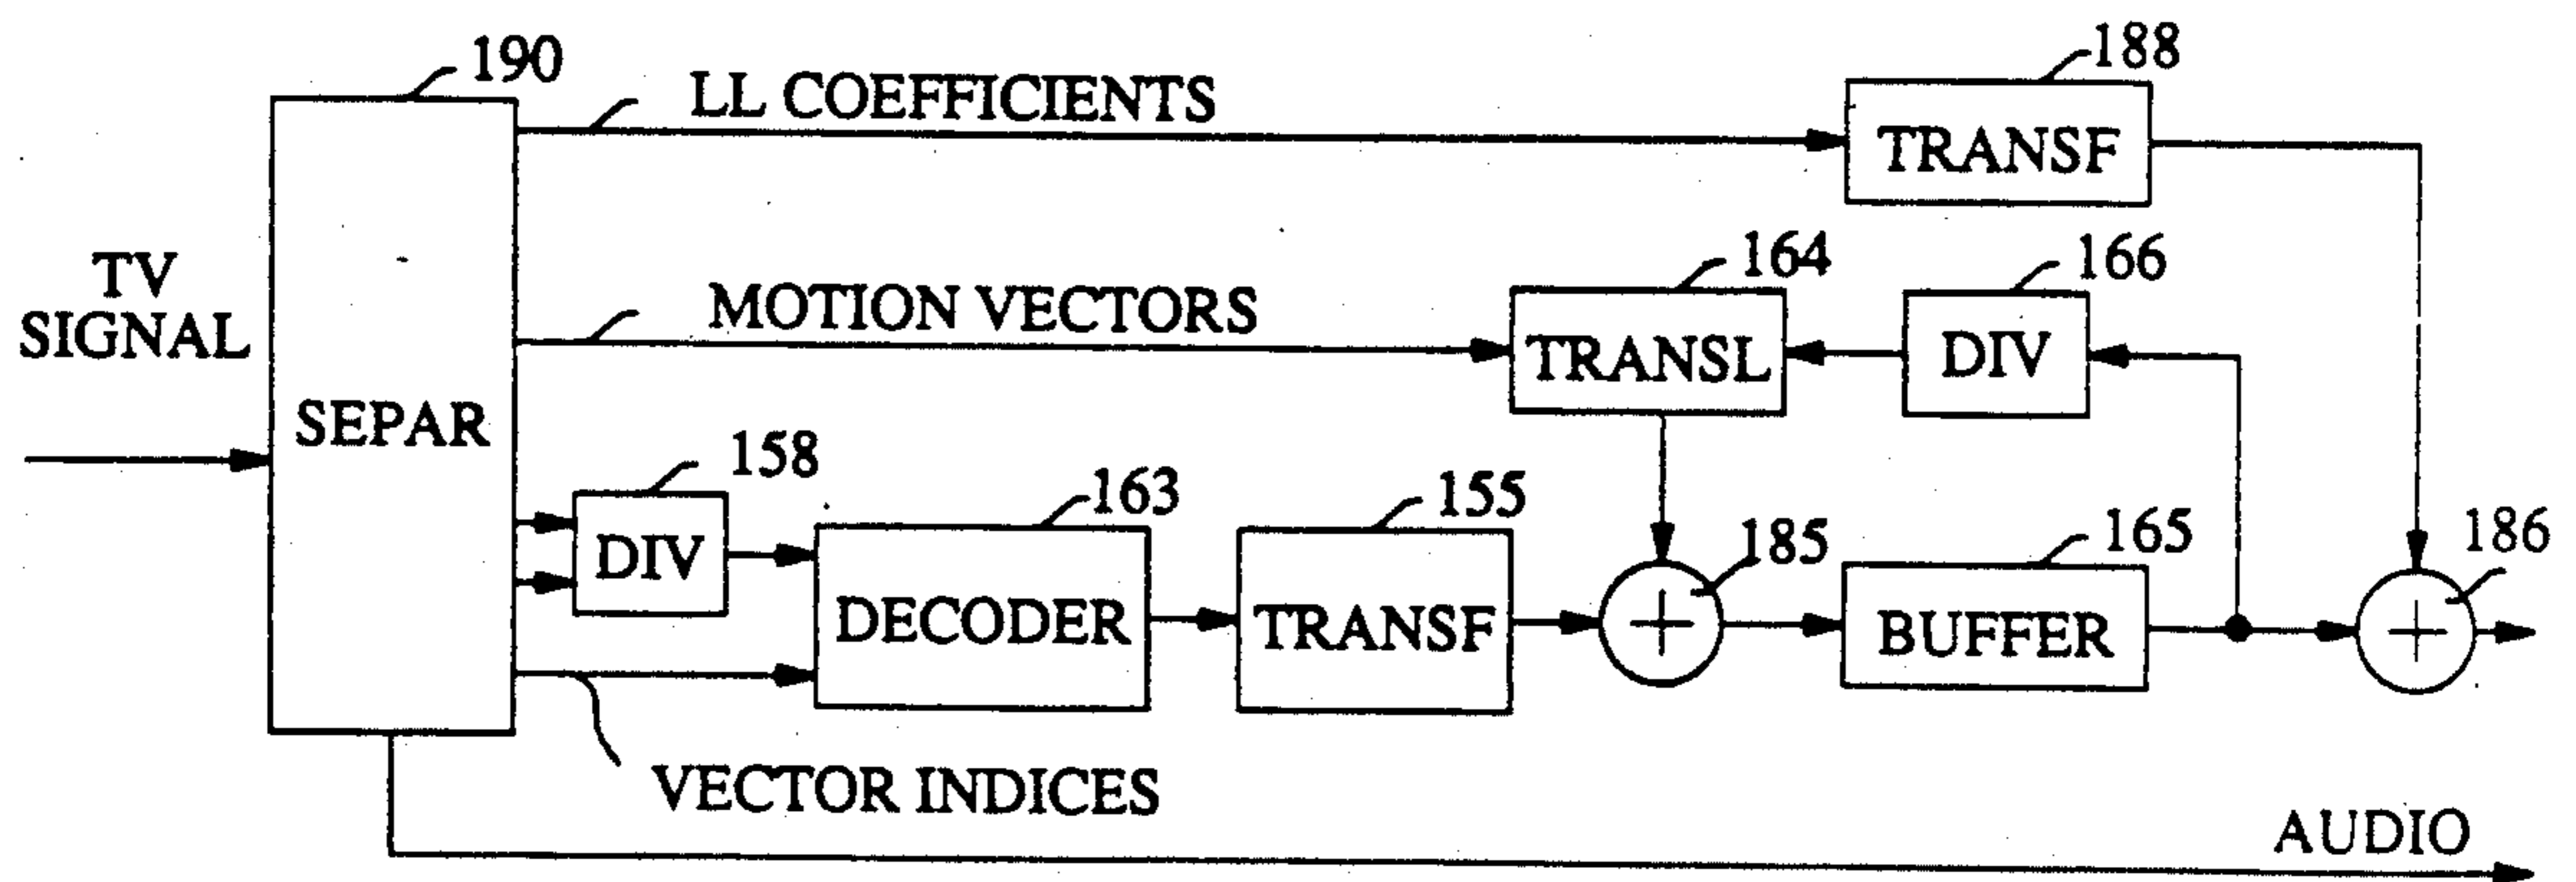 190
LL COEFFICIENTS
188
TRANSF
TV
SIGNAL
SEPAR
MOTION VECTORS
164
TRANSL
166
DIV
158
DIV
163
DECODER
155
TRANSF
185
165
BUFFER
186
VECTOR INDICES
AUDIO